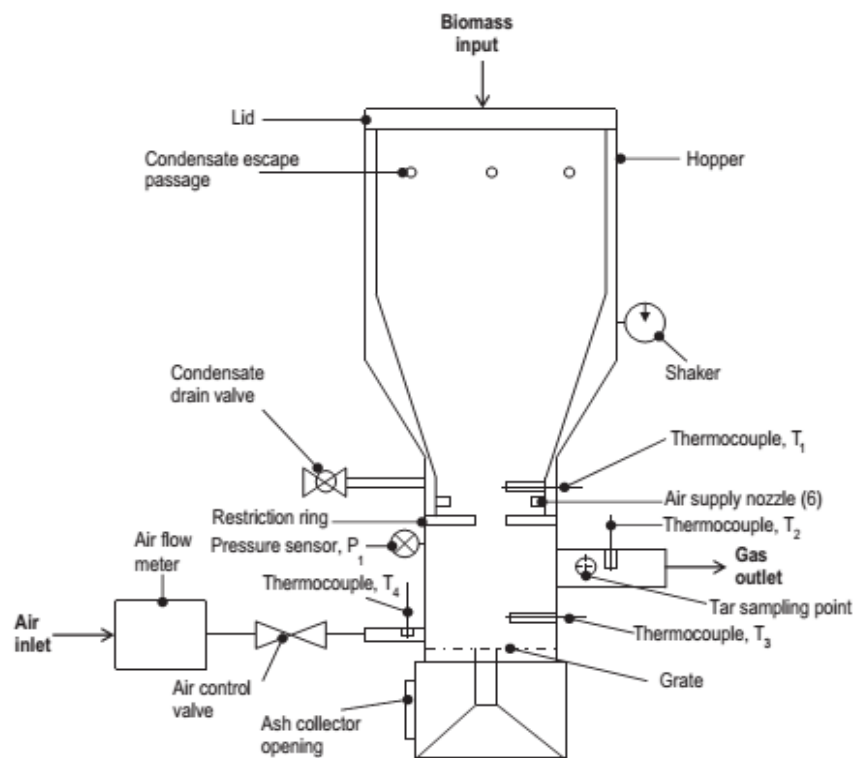 Biomass
input
Lid
Condensate escape
passage
Hopper
Shaker
Condensate
drain valve
Thermocouple, T1
Air supply nozzle (6)
Restriction ring
Thermocouple, T2
Air flow
meter
Pressure sensor, P1
Gas
outlet
Thermocouple, T4
Tar sampling point
Air
inlet
Thermocouple, T3
Grate
Air control
valve
Ash collector
opening